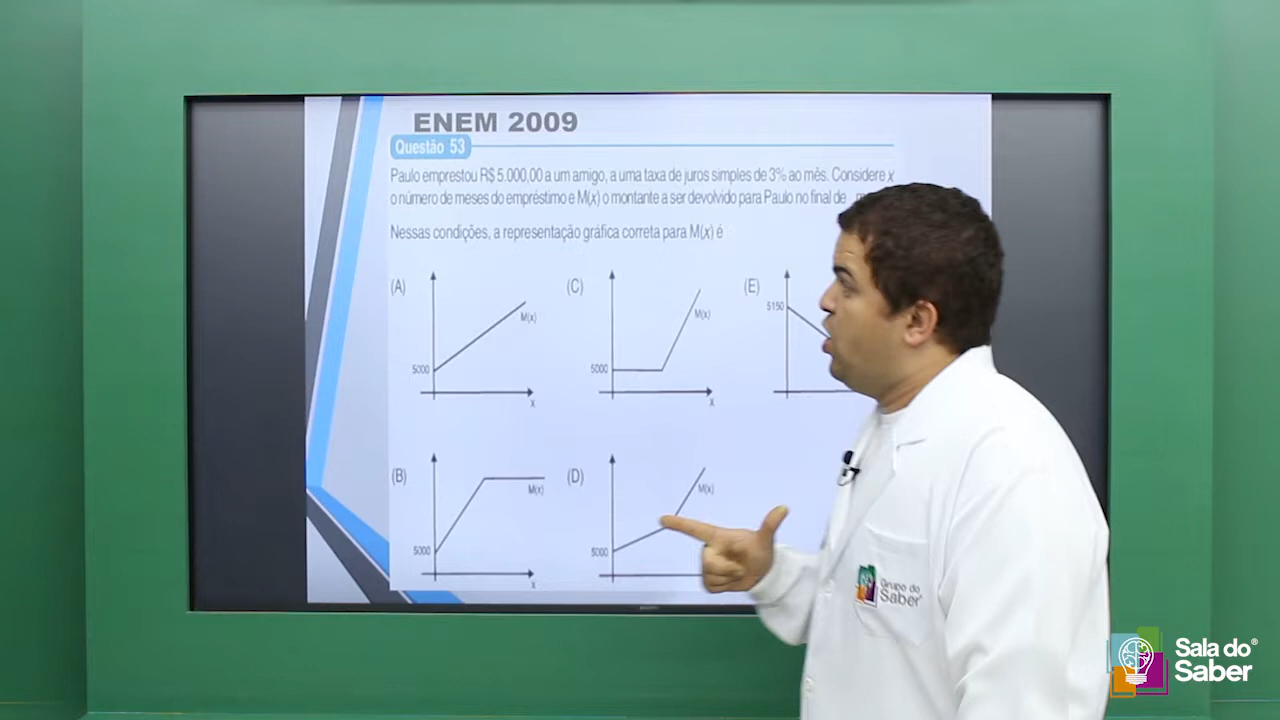 ENEM 2009
Questão 53
Paulo emprestou R$ 5.000,00 a um amigo, a uma taxa de juros simples de 3% ao mês. Considere x
o número de meses do empréstimo e M(x) o montante a ser devolvido para Paulo no final de
Nessas condições, a representação gráfica correta para M(x) é
(A)
M(x)
5000
x
(C)
M(x)
5000
x
(E)
5150
(B)
M(x)
5000
x
(D)
M(x)
5000
Grupo do
Saber
Sala do
Saber®